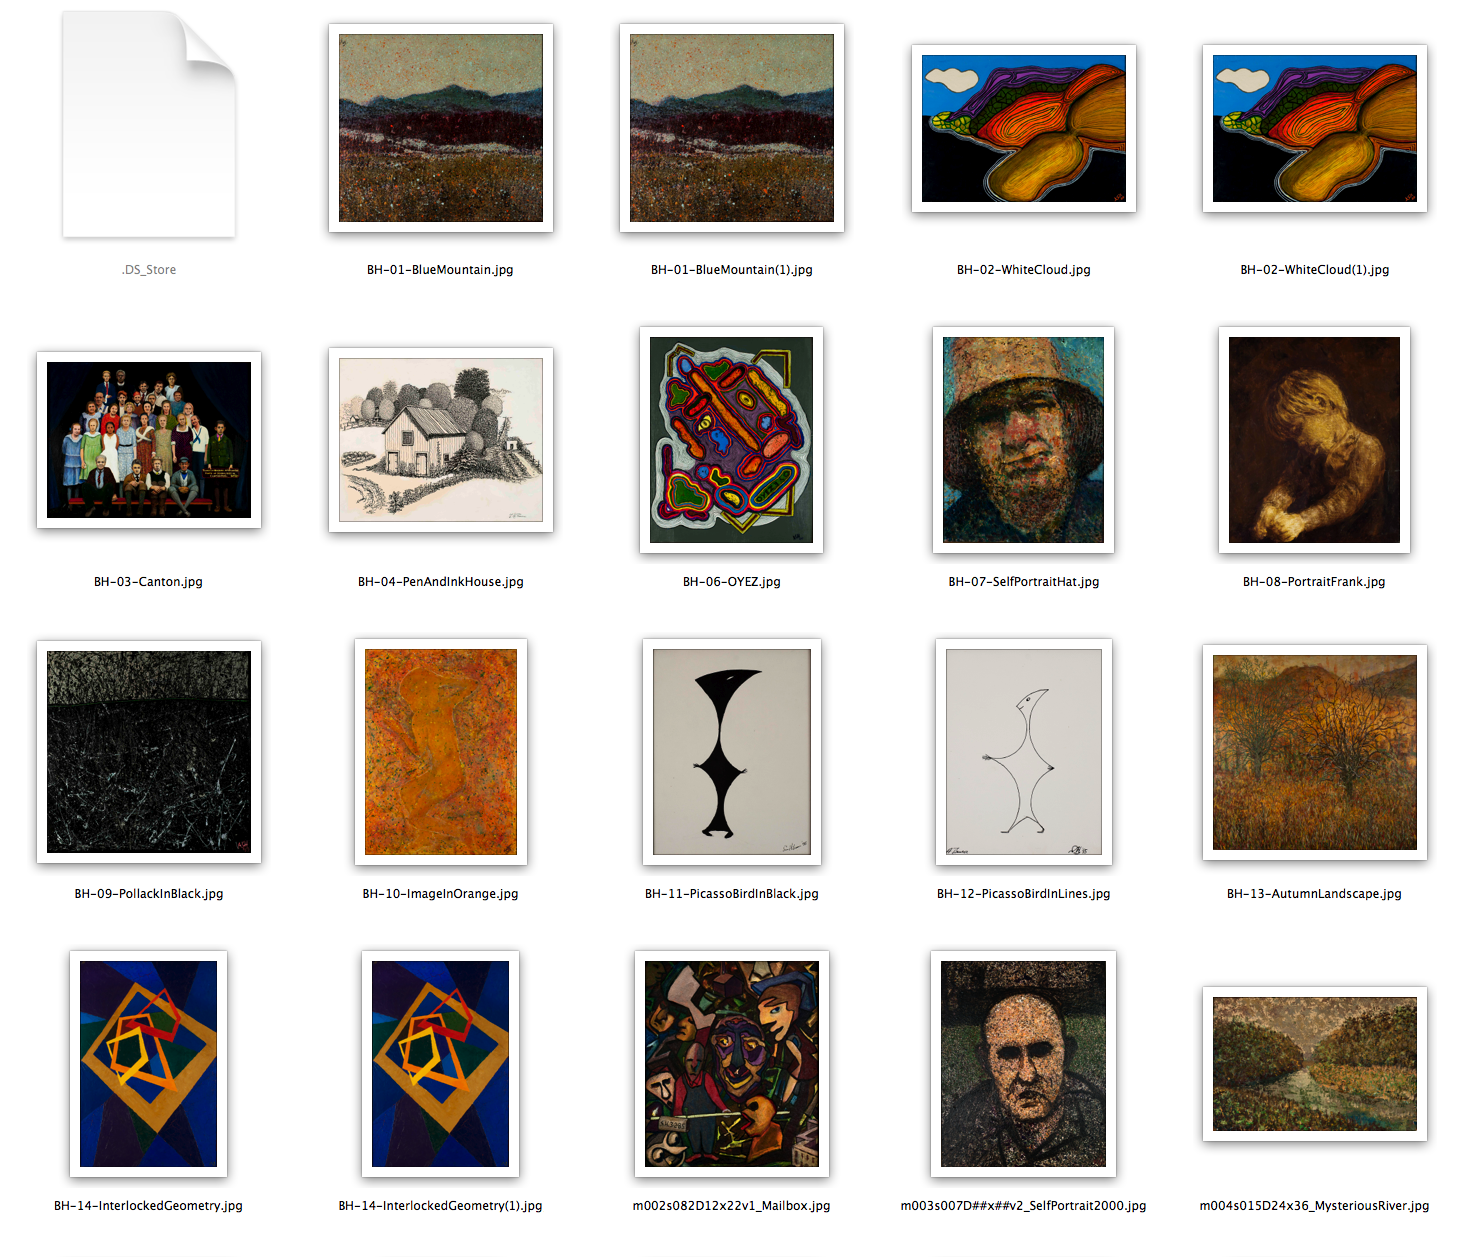 .DS_Store
BH-01-BlueMountain.jpg
BH-01-BlueMountain(1).jpg
BH-02-WhiteCloud.jpg
BH-02-WhiteCloud(1).jpg
BH-03-Canton.jpg
BH-04-PenAndInkHouse.jpg
BH-06-OYEZ.jpg
BH-07-SelfPortraitHat.jpg
BH-08-PortraitFrank.jpg
BH-09-PollackInBlack.jpg
BH-10-ImageInOrange.jpg
BH-11-PicassoBirdInBlack.jpg
BH-12-PicassoBirdInLines.jpg
BH-13-AutumnLandscape.jpg
BH-14-InterlockedGeometry.jpg
BH-14-InterlockedGeometry(1).jpg
m002s082D12x22v1_Mailbox.jpg
m003s007D##x##v2_SelfPortrait2000.jpg
m004s015D24x36_MysteriousRiver.jpg